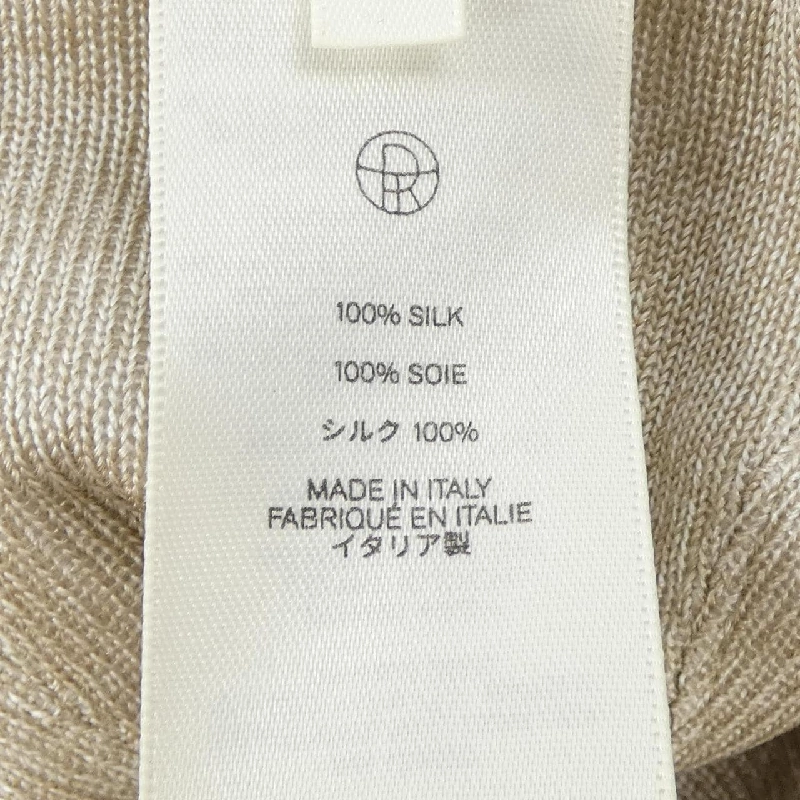 100% SILK
100% SOIE
シルク 100%
MADE IN ITALY
FABRIQUÉ EN ITALIE
イタリア製